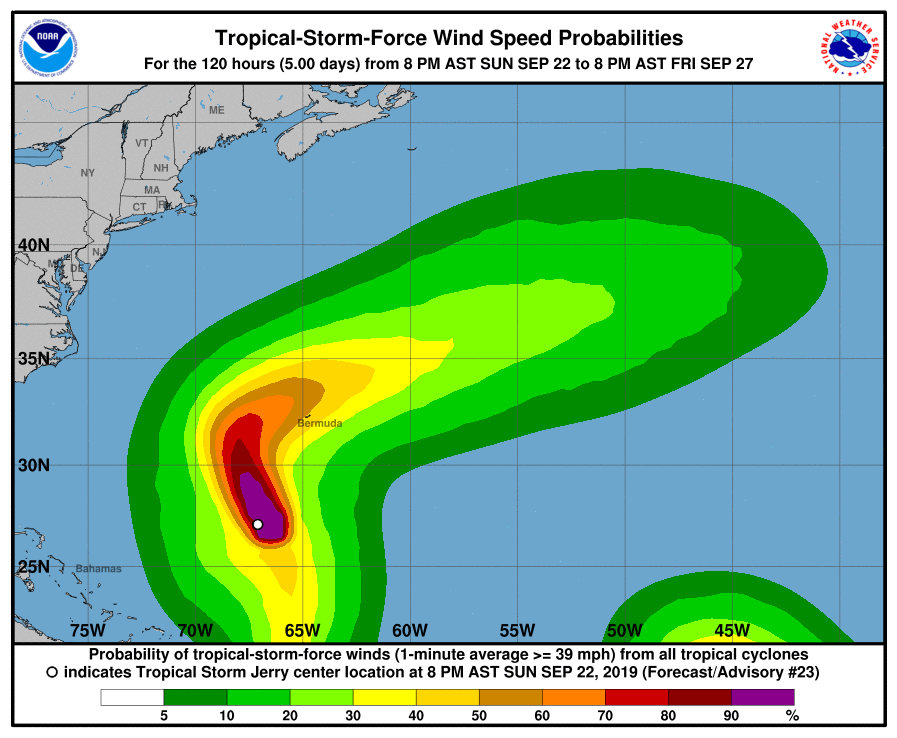 Tropical-Storm-Force Wind Speed Probabilities
For the 120 hours (5.00 days) from 8 PM AST SUN SEP 22 to 8 PM AST FRI SEP 27
NOAA
NATIONAL WEATHER SERVICE
ME
VT
NH
NY
MA
CT
RI
40N
NJ
DE
35N
Bermuda
30N
25N
Bahamas
75W 70W 65W 60W 55W 50W 45W
Probability of tropical-storm-force winds (1-minute average >= 39 mph) from all tropical cyclones
indicates Tropical Storm Jerry center location at 8 PM AST SUN SEP 22, 2019 (Forecast/Advisory #23)
5 10 20 30 40 50 60 70 80 90 %